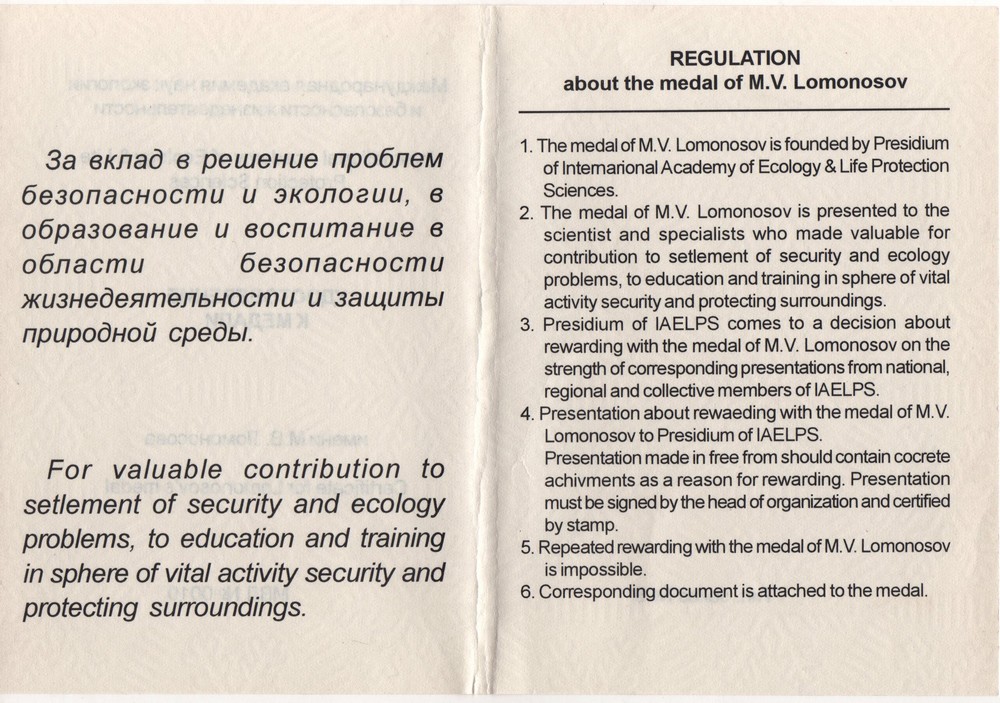 За вклад в решение проблем
безопасности и экологии, в
образование и воспитание в
области безопасности
жизнедеятельности и защиты
природной среды.
For valuable contribution to
setlement of security and ecology
problems, to education and training
in sphere of vital activity security and
protecting surroundings.
REGULATION
about the medal of M.V. Lomonosov
1. The medal of M.V. Lomonosov is founded by Presidium
of Internarional Academy of Ecology & Life Protection
Sciences.
2. The medal of M.V. Lomonosov is presented to the
scientist and specialists who made valuable for
contribution to setlement of security and ecology
problems, to education and training in sphere of vital
activity security and protecting surroundings.
3. Presidium of IAELPS comes to a decision about
rewarding with the medal of M.V. Lomonosov on the
strength of corresponding presentations from national,
regional and collective members of IAELPS.
4. Presentation about rewaeding with the medal of M.V.
Lomonosov to Presidium of IAELPS.
Presentation made in free from should contain cocrete
achivments as a reason for rewarding. Presentation
must be signed by the head of organization and certified
by stamp.
5. Repeated rewarding with the medal of M.V. Lomonosov
is impossible.
6. Corresponding document is attached to the medal.